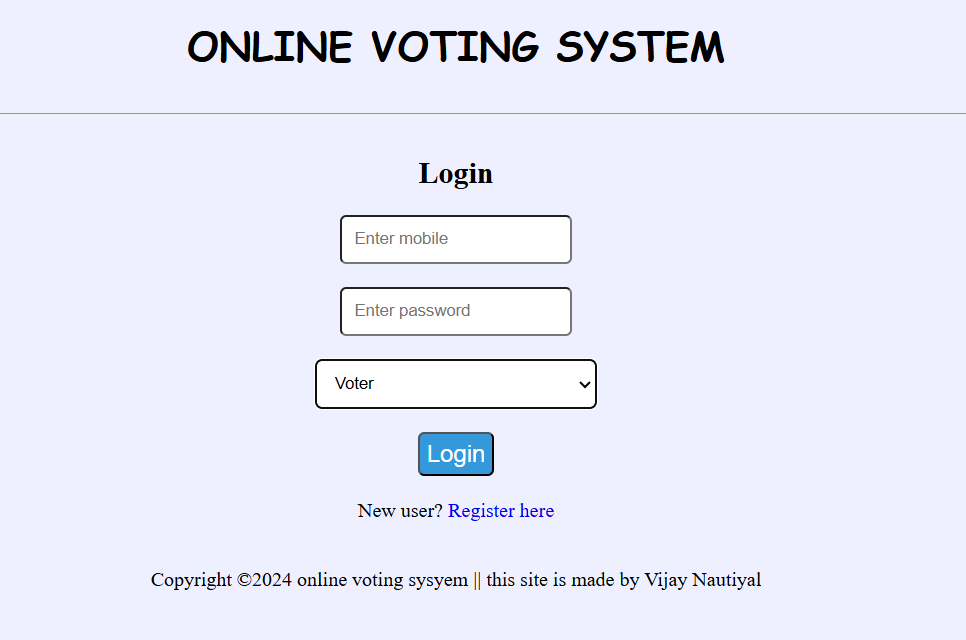 ONLINE VOTING SYSTEM
Login
Enter mobile
Enter password
Voter
Login
New user? Register here
Copyright ©2024 online voting sysyem || this site is made by Vijay Nautiyal